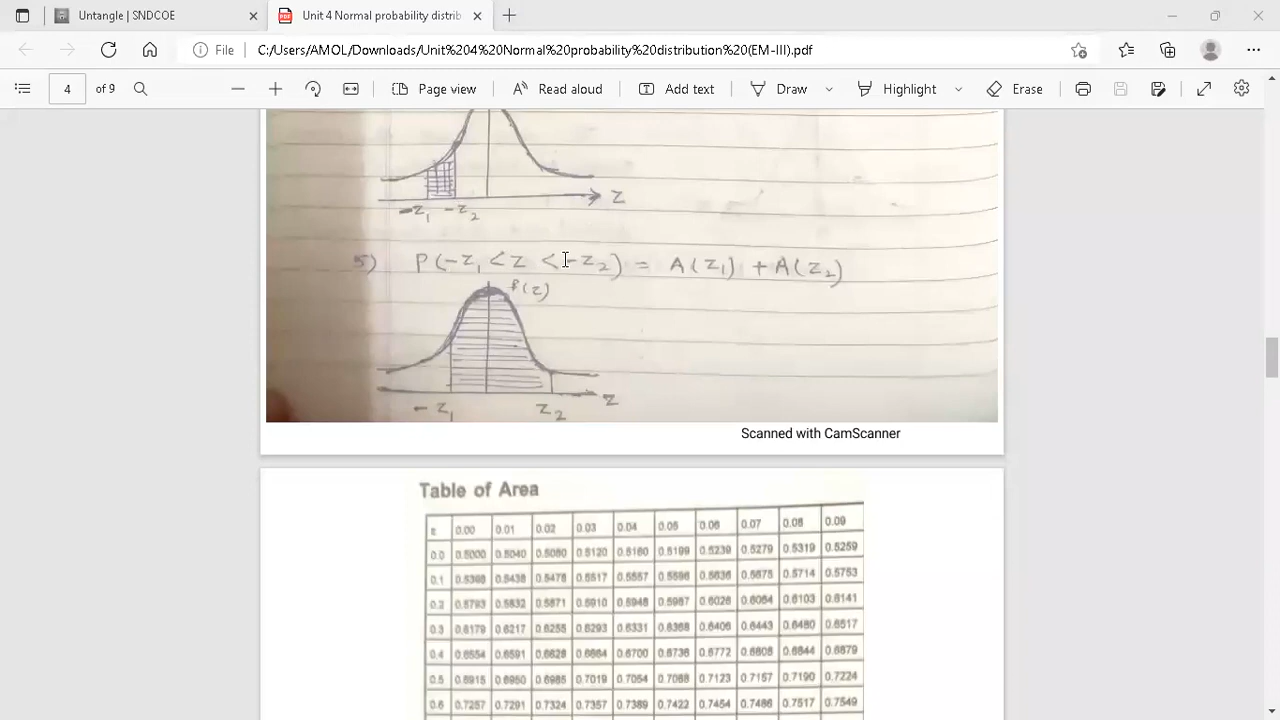 Untangle | SNDCOE
Unit 4 Normal probability distrib
File
C:/Users/AMOL/Downloads/Unit%204%20Normal%20probability%20distribution%20(EM-III).pdf
4 of 9
Page view
Read aloud
Add text
Draw
Highlight
Erase
Z
-Z1 -Z2
5) P(-Z1 < Z < -Z2) = A(Z1) + A(Z2)
f(Z)
Z
-Z1 Z2
Scanned with CamScanner
Table of Area
z 0.00 0.01 0.02 0.03 0.04 0.05 0.06 0.07 0.08 0.09
0.0 0.5000 0.5040 0.5080 0.5120 0.5160 0.5199 0.5239 0.5279 0.5319 0.5259
0.1 0.5398 0.5438 0.5478 0.5517 0.5557 0.5596 0.5636 0.5675 0.5714 0.5753
0.2 0.5793 0.5832 0.5871 0.5910 0.5948 0.5987 0.6026 0.6064 0.6103 0.6141
0.3 0.6179 0.6217 0.6255 0.6293 0.6331 0.6368 0.6406 0.6443 0.6480 0.6517
0.4 0.6554 0.6591 0.6628 0.6664 0.6700 0.6736 0.6772 0.6808 0.6844 0.6879
0.5 0.6915 0.6950 0.6985 0.7019 0.7054 0.7088 0.7123 0.7157 0.7190 0.7224
0.6 0.7257 0.7291 0.7324 0.7357 0.7389 0.7422 0.7454 0.7486 0.7517 0.7549